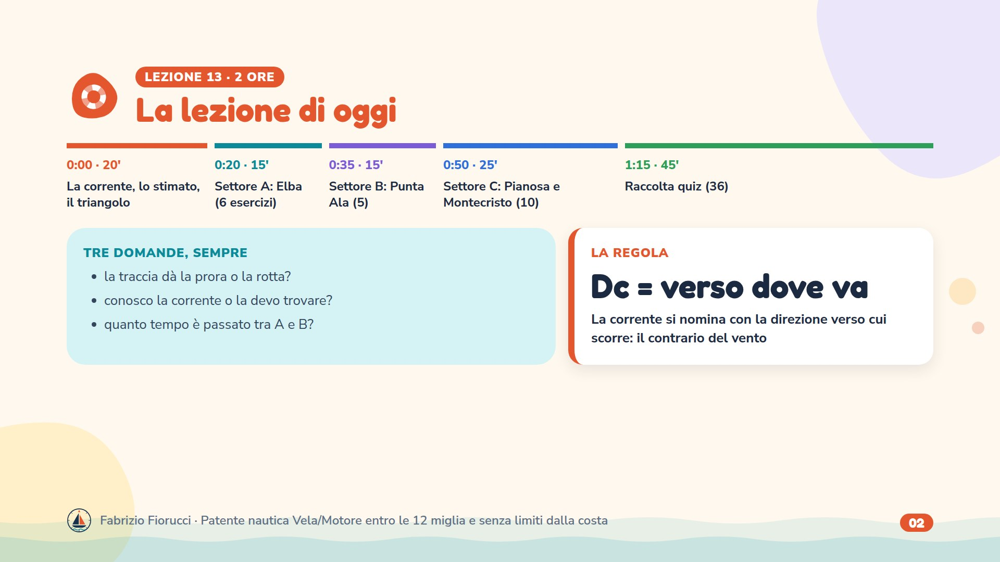 LEZIONE 13 · 2 ORE
La lezione di oggi
0:00 · 20'
La corrente, lo stimato,
il triangolo
0:20 · 15'
Settore A: Elba
(6 esercizi)
0:35 · 15'
Settore B: Punta
Ala (5)
0:50 · 25'
Settore C: Pianosa e
Montecristo (10)
1:15 · 45'
Raccolta quiz (36)
TRE DOMANDE, SEMPRE
• la traccia dà la prora o la rotta?
• conosco la corrente o la devo trovare?
• quanto tempo è passato tra A e B?
LA REGOLA
Dc = verso dove va
La corrente si nomina con la direzione verso cui
scorre: il contrario del vento
Fabrizio Fiorucci · Patente nautica Vela/Motore entro le 12 miglia e senza limiti dalla costa
02